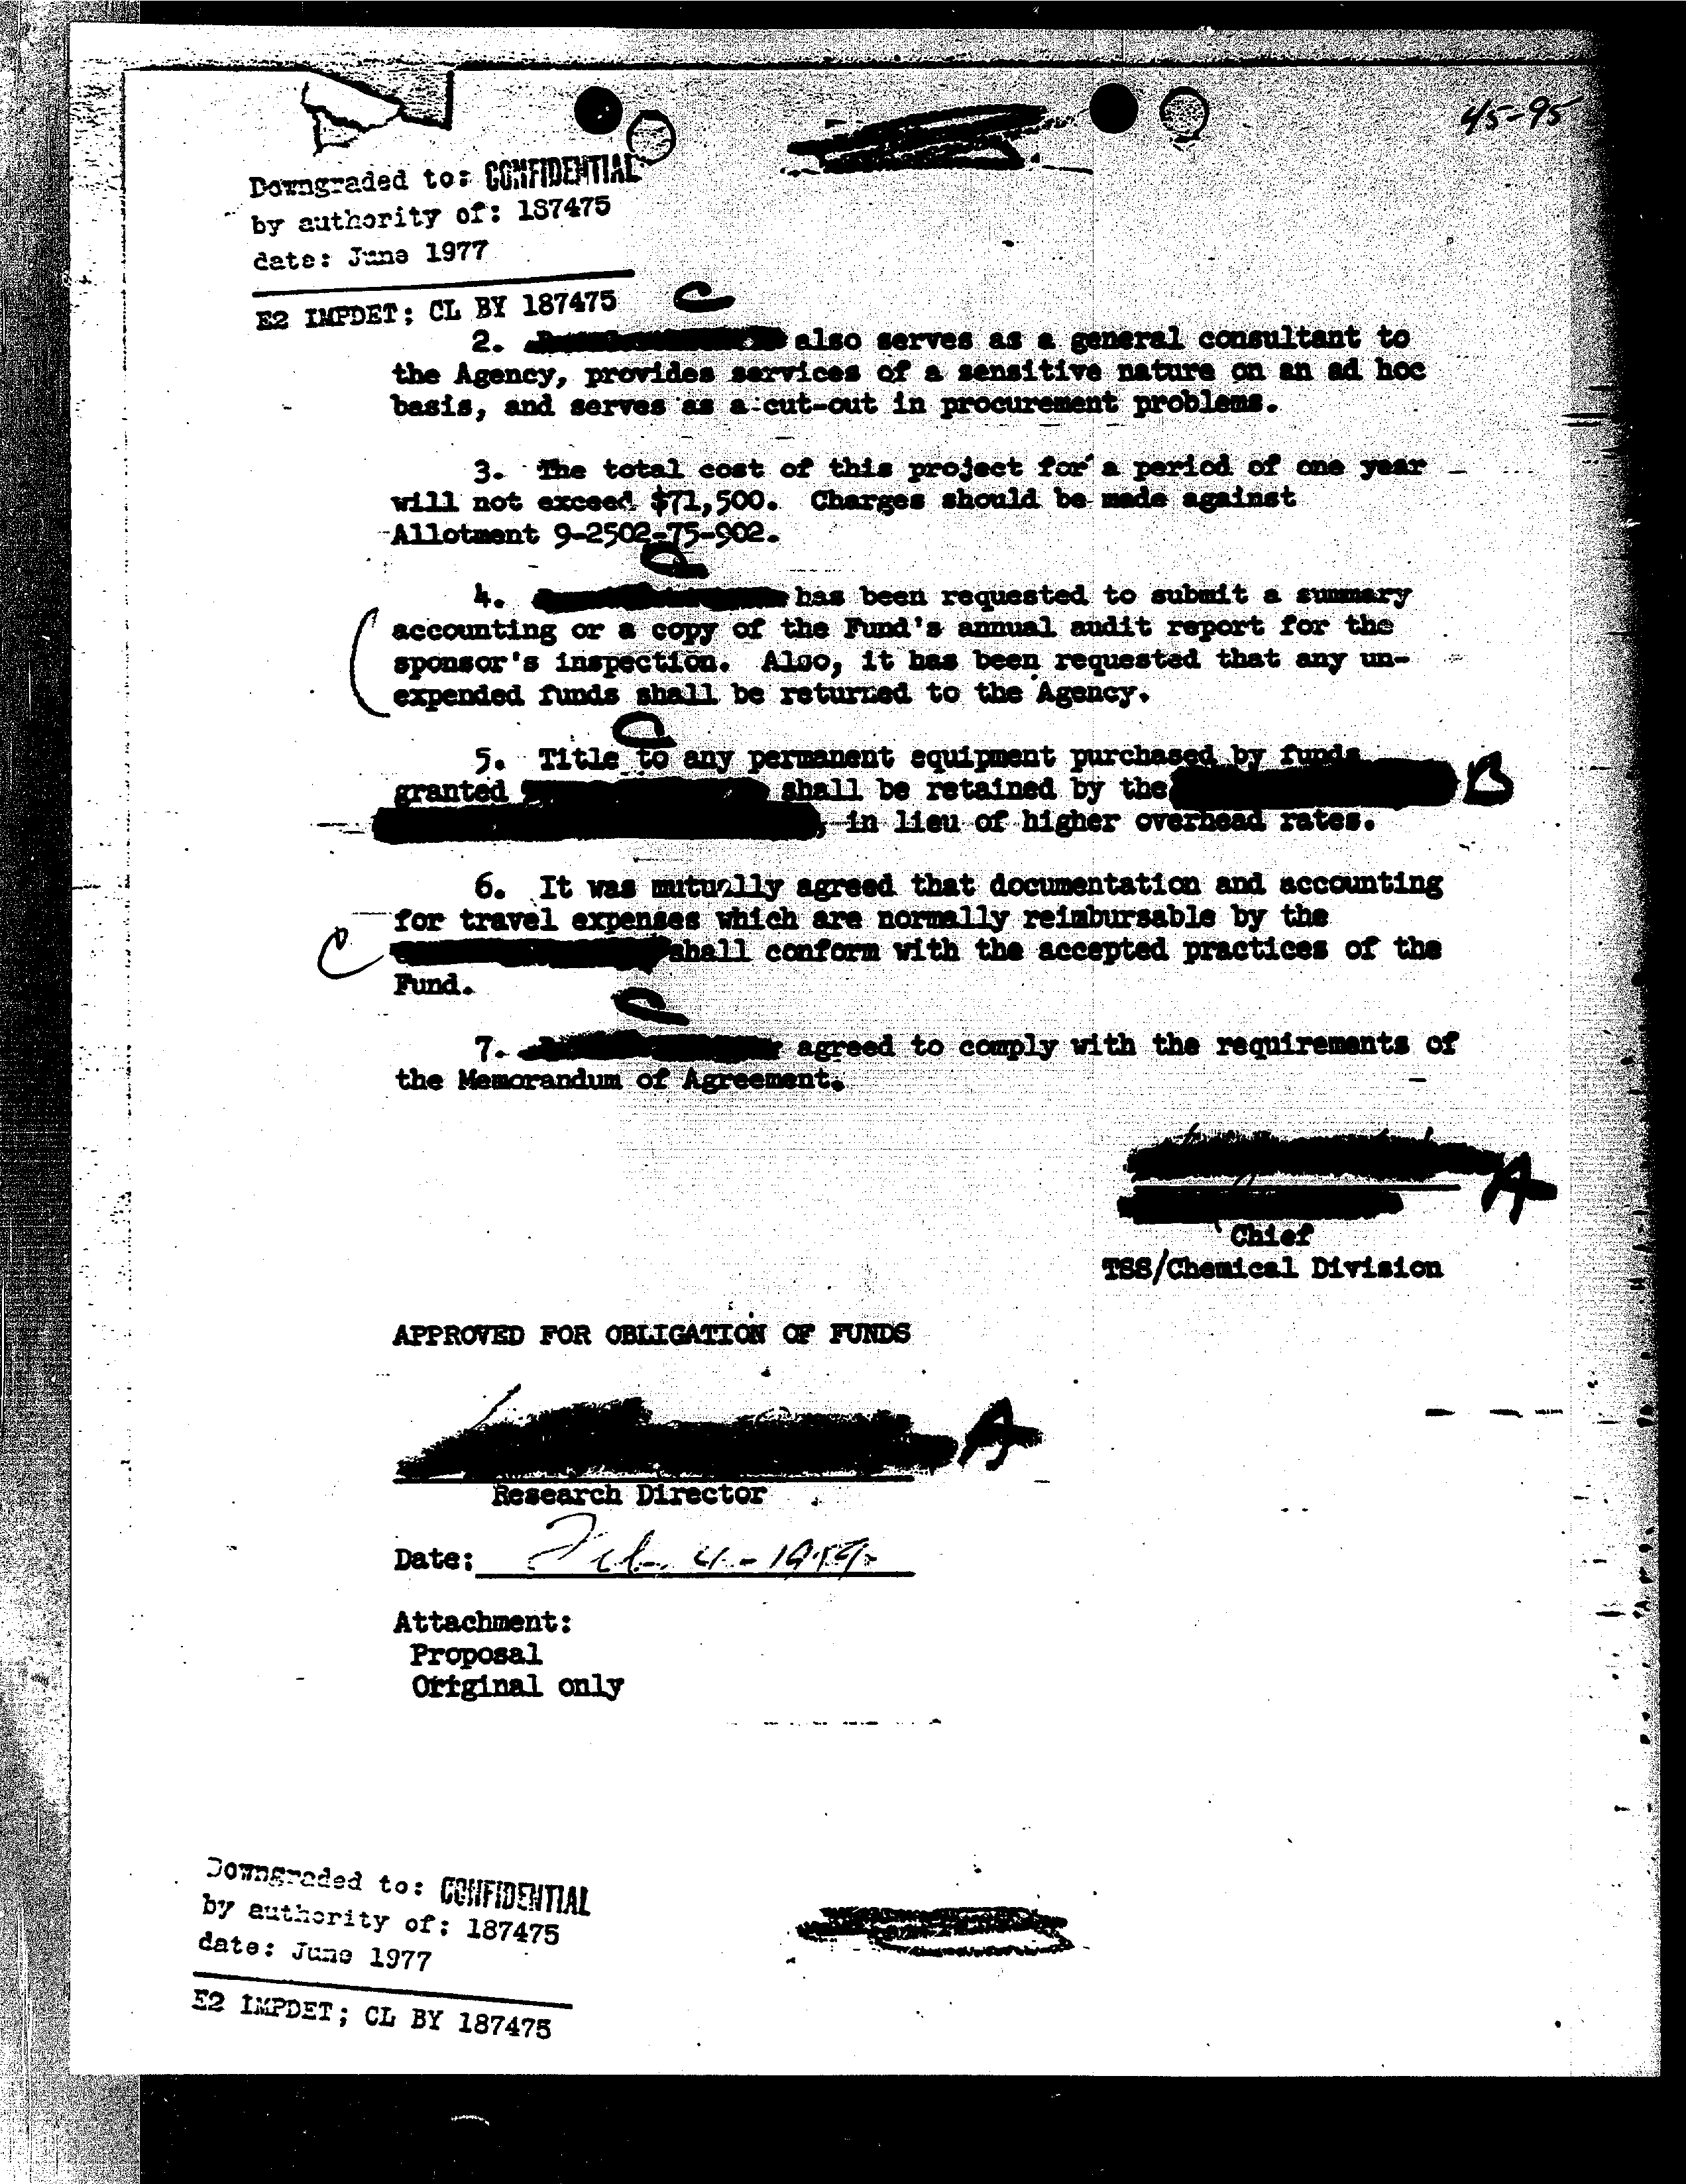 45-95
Downgraded to: CONFIDENTIAL
by authority of: 187475
date: June 1977
E2 IMPDET; CL BY 187475
C
2. also serves as a general consultant to
the Agency, provides services of a sensitive nature on an ad hoc
basis, and serves as a cut-out in procurement problems.
3. The total cost of this project for a period of one year
will not exceed $71,500. Charges should be made against
Allotment 9-2502-75-902.
C
4. has been requested to submit a summary
accounting or a copy of the Fund's annual audit report for the
sponsor's inspection. Also, it has been requested that any un-
expended funds shall be returned to the Agency.
C
5. Title to any permanent equipment purchased by funds
granted shall be retained by the B
, in lieu of higher overhead rates.
6. It was mutually agreed that documentation and accounting
for travel expenses which are normally reimbursable by the
C shall conform with the accepted practices of the
Fund.
C
7. agreed to comply with the requirements of
the Memorandum of Agreement.
A
Chief
TSS/Chemical Division
APPROVED FOR OBLIGATION OF FUNDS
A
Research Director
Date: Feb. 4 - 1959
Attachment:
Proposal
Original only
Downgraded to: CONFIDENTIAL
by authority of: 187475
date: June 1977
E2 IMPDET; CL BY 187475